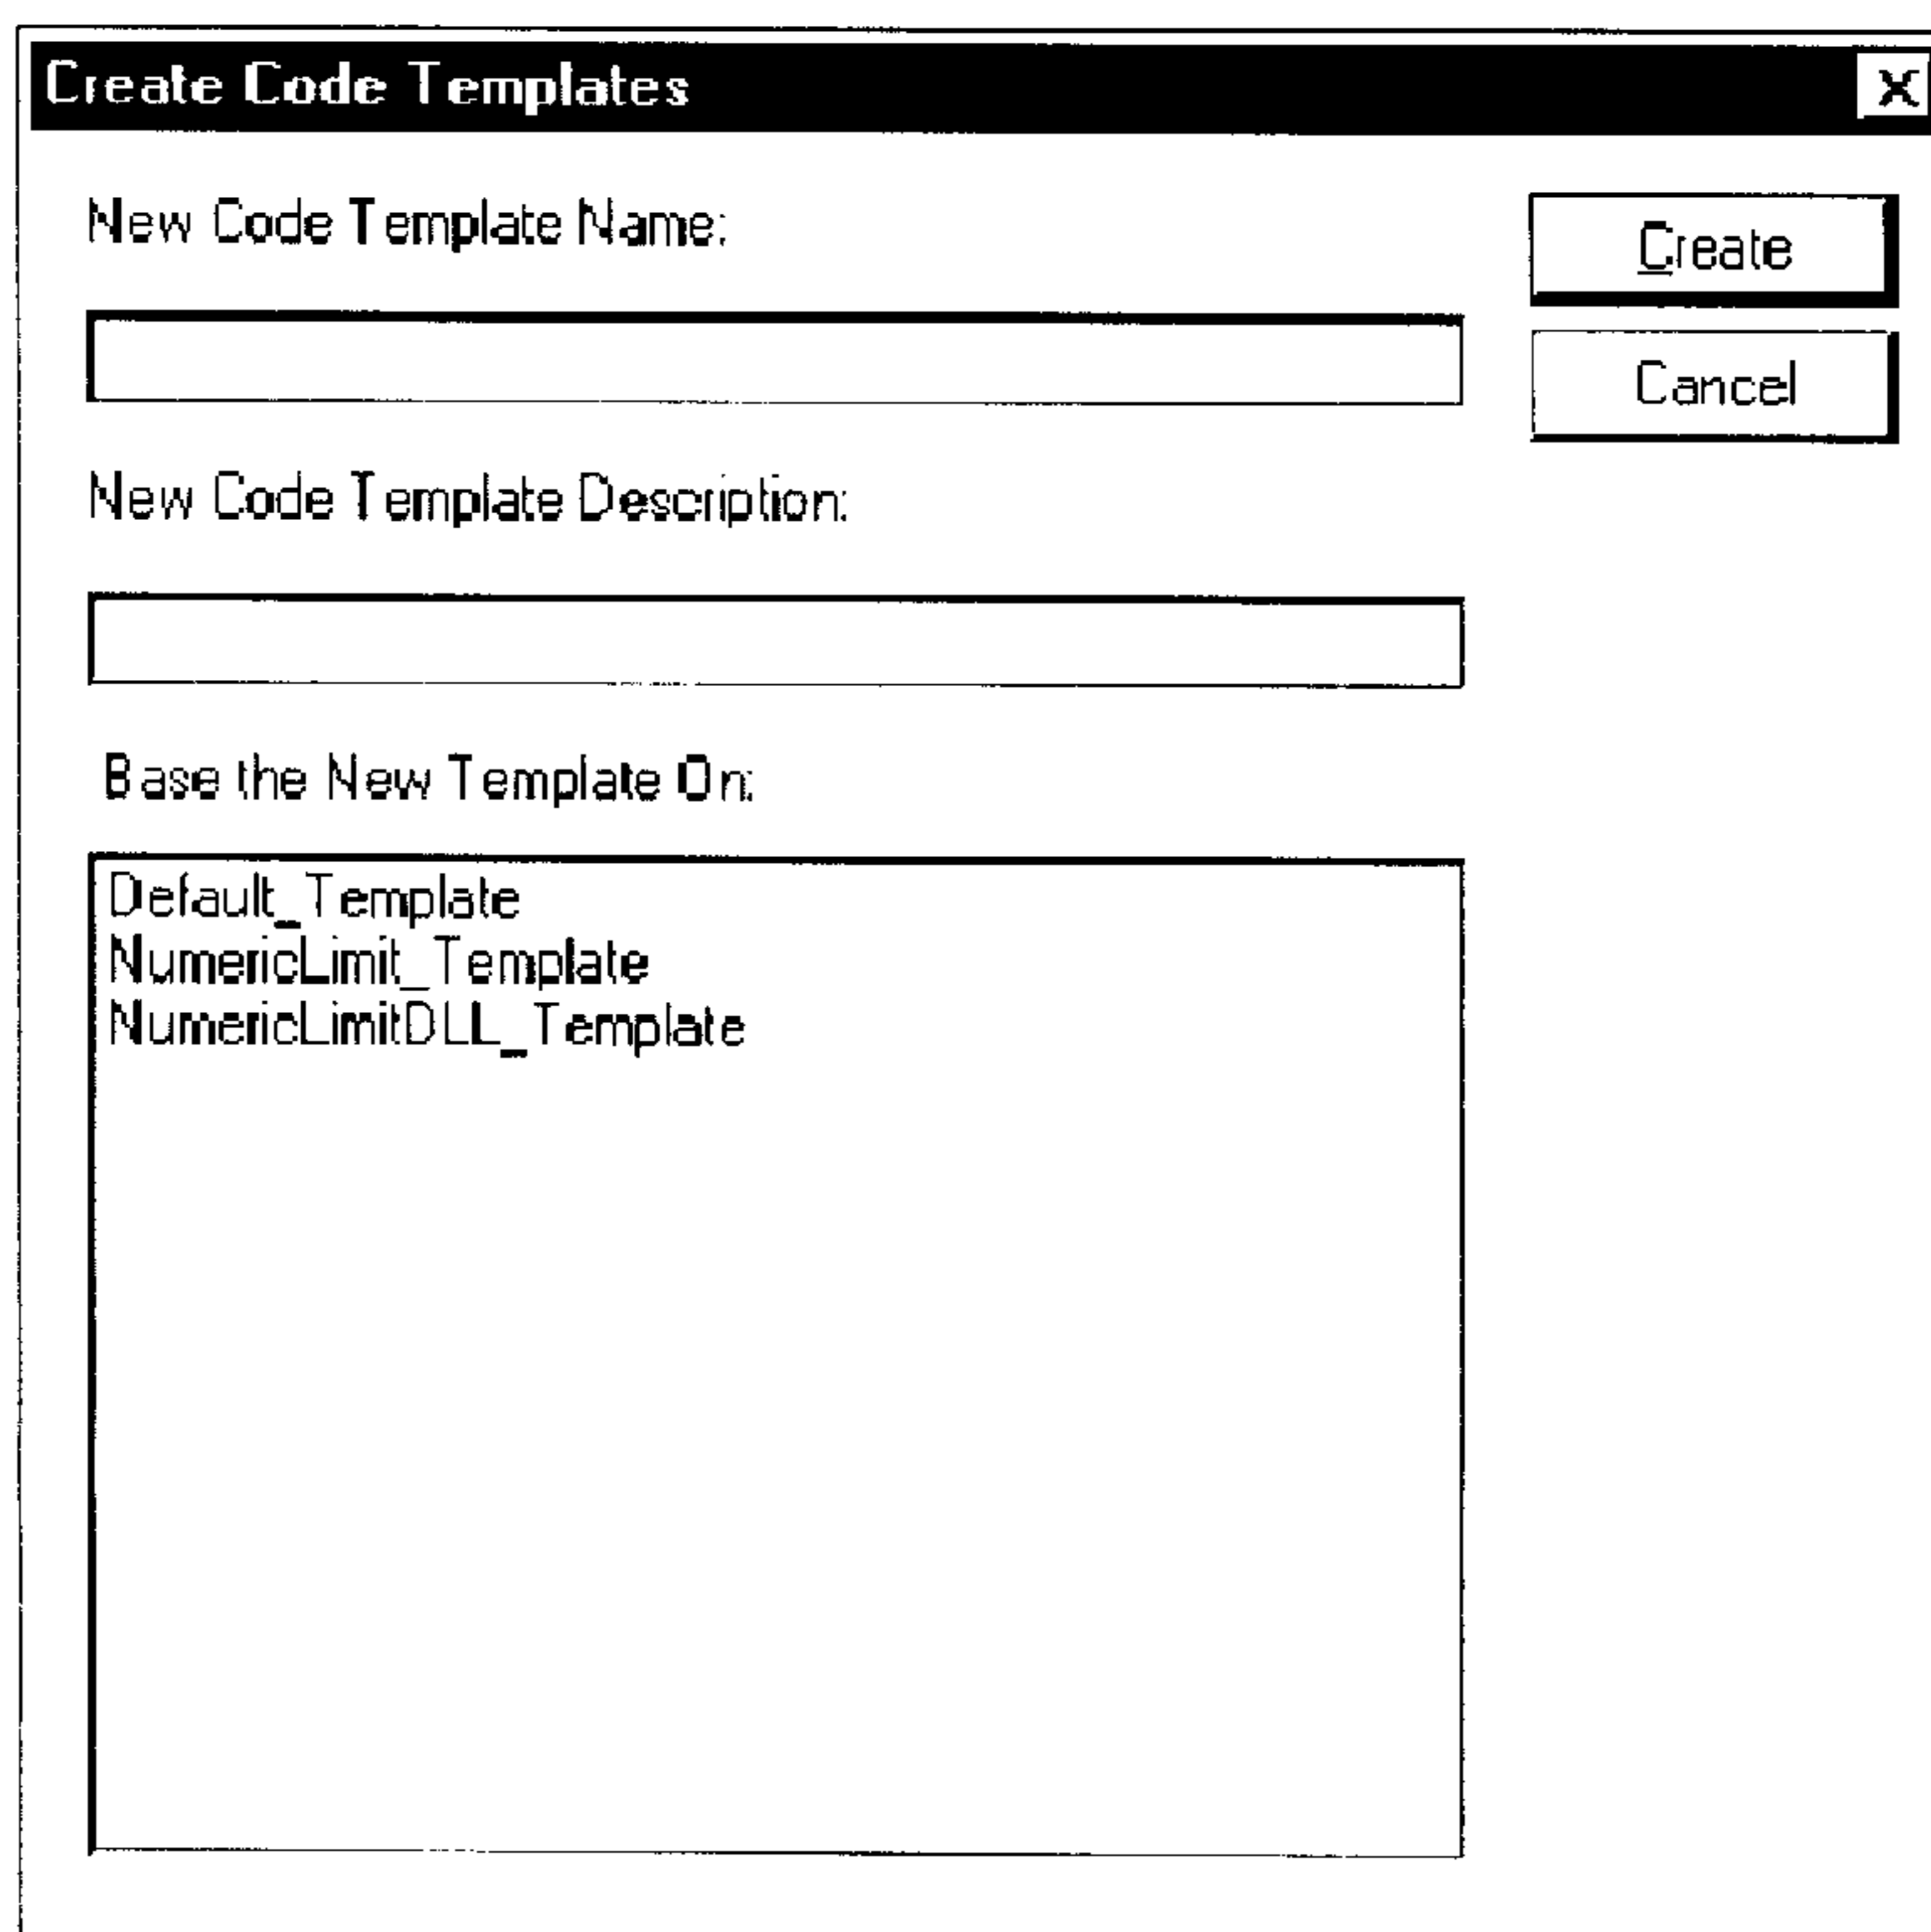 Create Code Templates
X
New Code Template Name:
Create
Cancel
New Code Template Description:
Base the New Template On:
Default_Template
NumericLimit_Template
NumericLimitDLL_Template